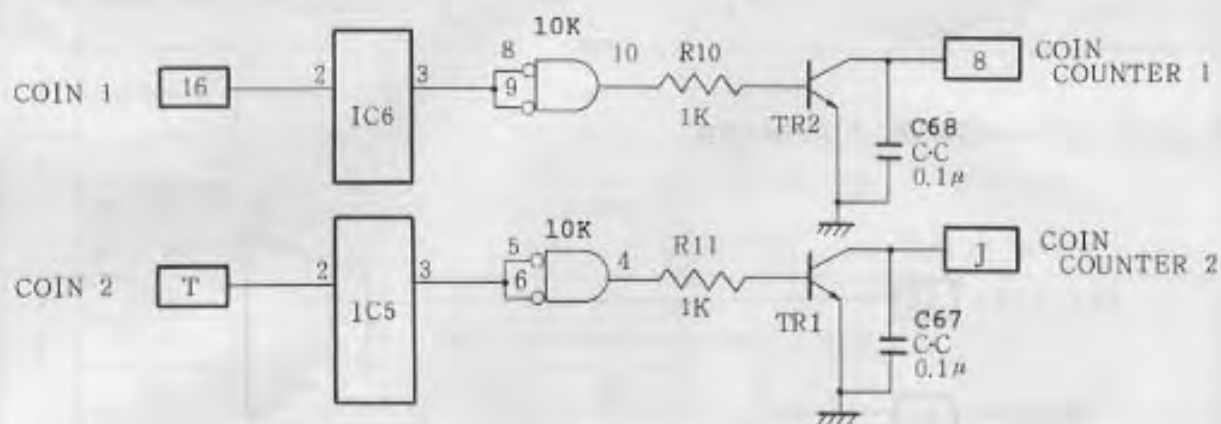 10K
COIN 1
16
2
IC6
3
8
9
10
R10
1K
TR2
8
COIN
COUNTER 1
C68
C·C
0.1μ
COIN 2
T
2
IC5
3
10K
5
6
4
R11
1K
TR1
J
COIN
COUNTER 2
C67
C·C
0.1μ